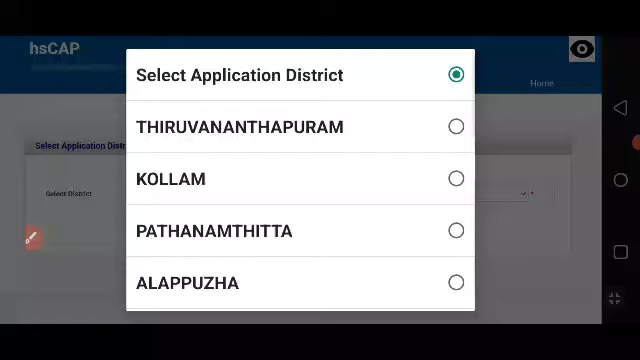 hsCAP
Home
Select Application District
THIRUVANANTHAPURAM
KOLLAM
PATHANAMTHITTA
ALAPPUZHA
Select Application Distr
Select District
*